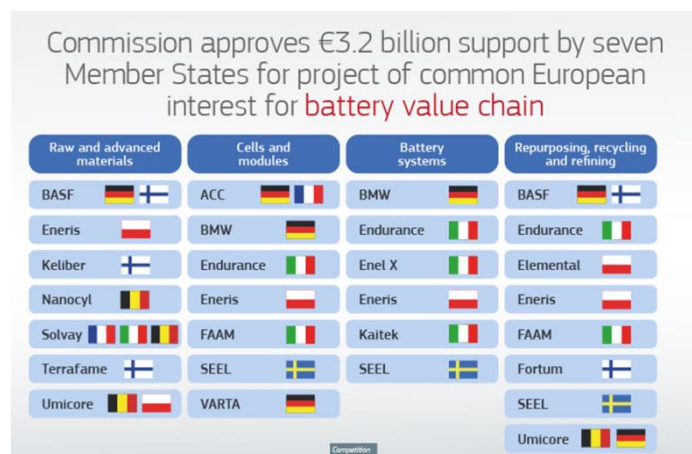 Commission approves €3.2 billion support by seven
Member States for project of common European
interest for battery value chain
Raw and advanced
materials
BASF
Eneris
Keliber
Nanocyl
Solvay
Terrafame
Umicore
Cells and
modules
ACC
BMW
Endurance
Eneris
FAAM
SEEL
VARTA
Battery
systems
BMW
Endurance
Enel X
Eneris
Kaitek
SEEL
Repurposing, recycling
and refining
BASF
Endurance
Elemental
Eneris
FAAM
Fortum
SEEL
Umicore
Competition